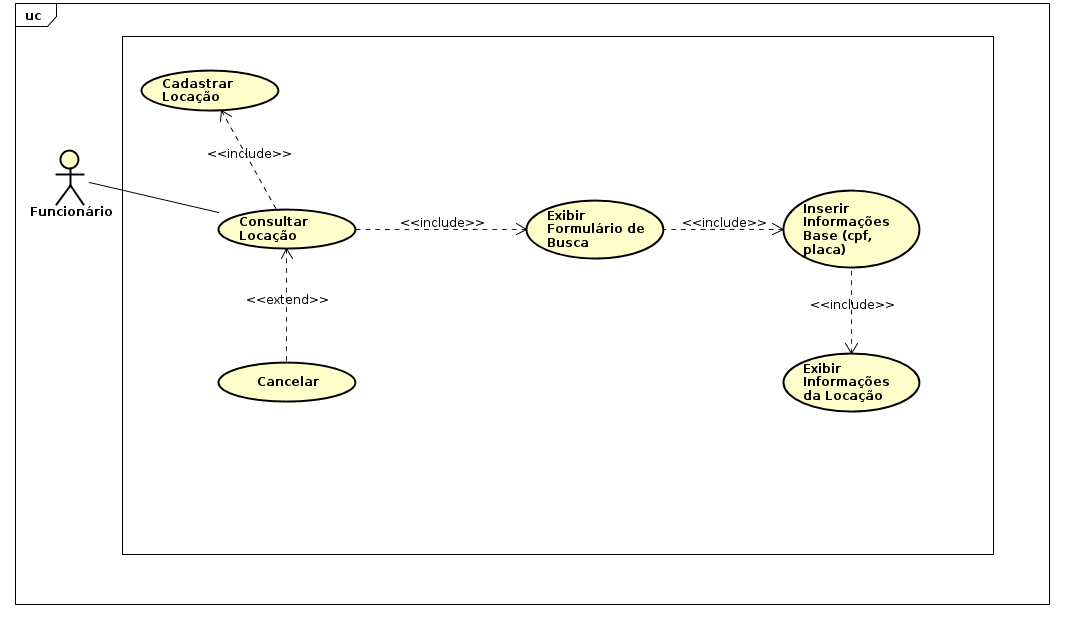 uc
Cadastrar
Locação
<<include>>
Funcionário
Consultar
Locação
<<include>>
Exibir
Formulário de
Busca
<<include>>
Inserir
Informações
Base (cpf,
placa)
<<extend>>
<<include>>
Cancelar
Exibir
Informações
da Locação